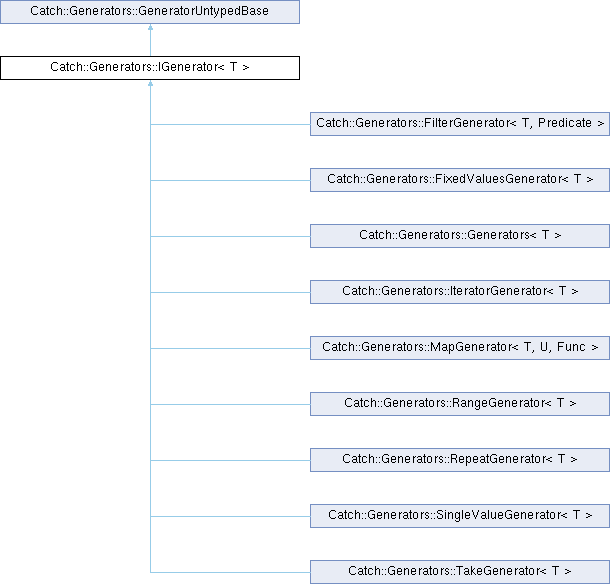 Catch::Generators::GeneratorUntypedBase
Catch::Generators::IGenerator< T >
Catch::Generators::FilterGenerator< T, Predicate >
Catch::Generators::FixedValuesGenerator< T >
Catch::Generators::Generators< T >
Catch::Generators::IteratorGenerator< T >
Catch::Generators::MapGenerator< T, U, Func >
Catch::Generators::RangeGenerator< T >
Catch::Generators::RepeatGenerator< T >
Catch::Generators::SingleValueGenerator< T >
Catch::Generators::TakeGenerator< T >